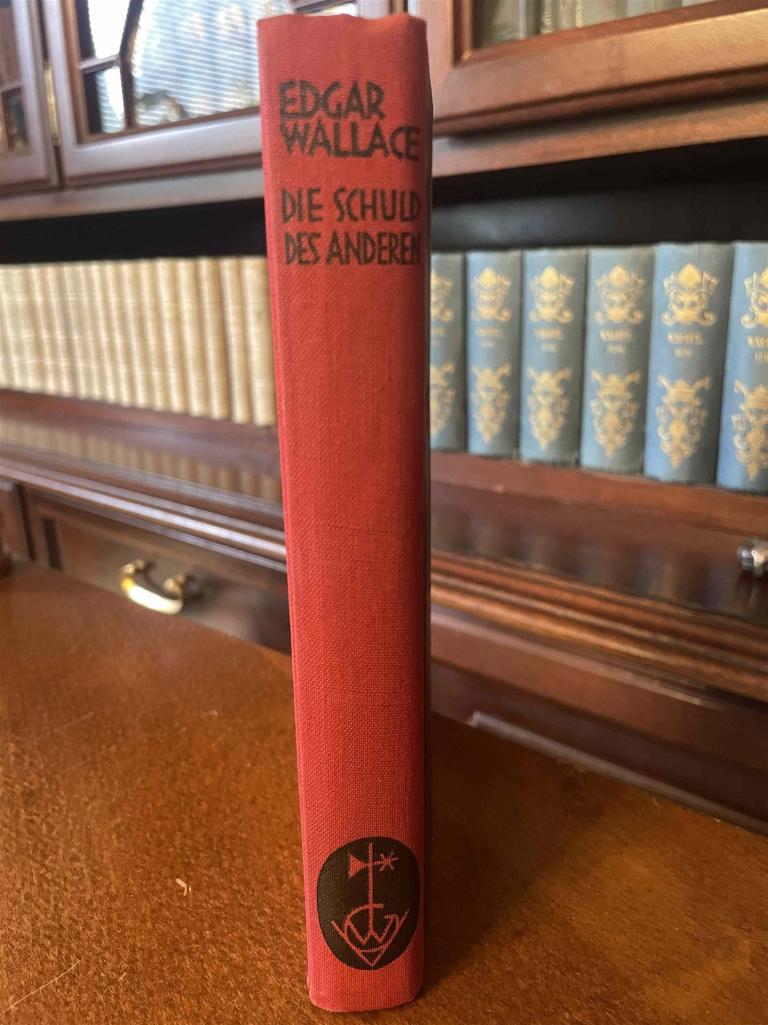 EDGAR
WALLACE
DIE SCHULD
DES ANDEREN